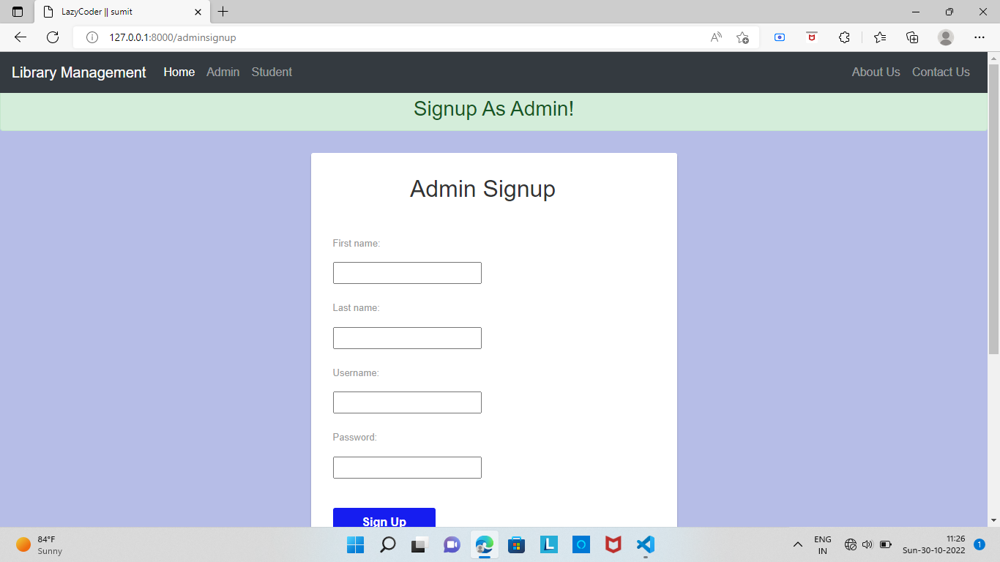 LazyCoder || sumit
127.0.0.1:8000/adminsignup
Library Management Home Admin Student About Us Contact Us
Signup As Admin!
Admin Signup
First name:
Last name:
Username:
Password:
Sign Up
84°F
Sunny
ENG
IN
11:26
Sun-30-10-2022
1